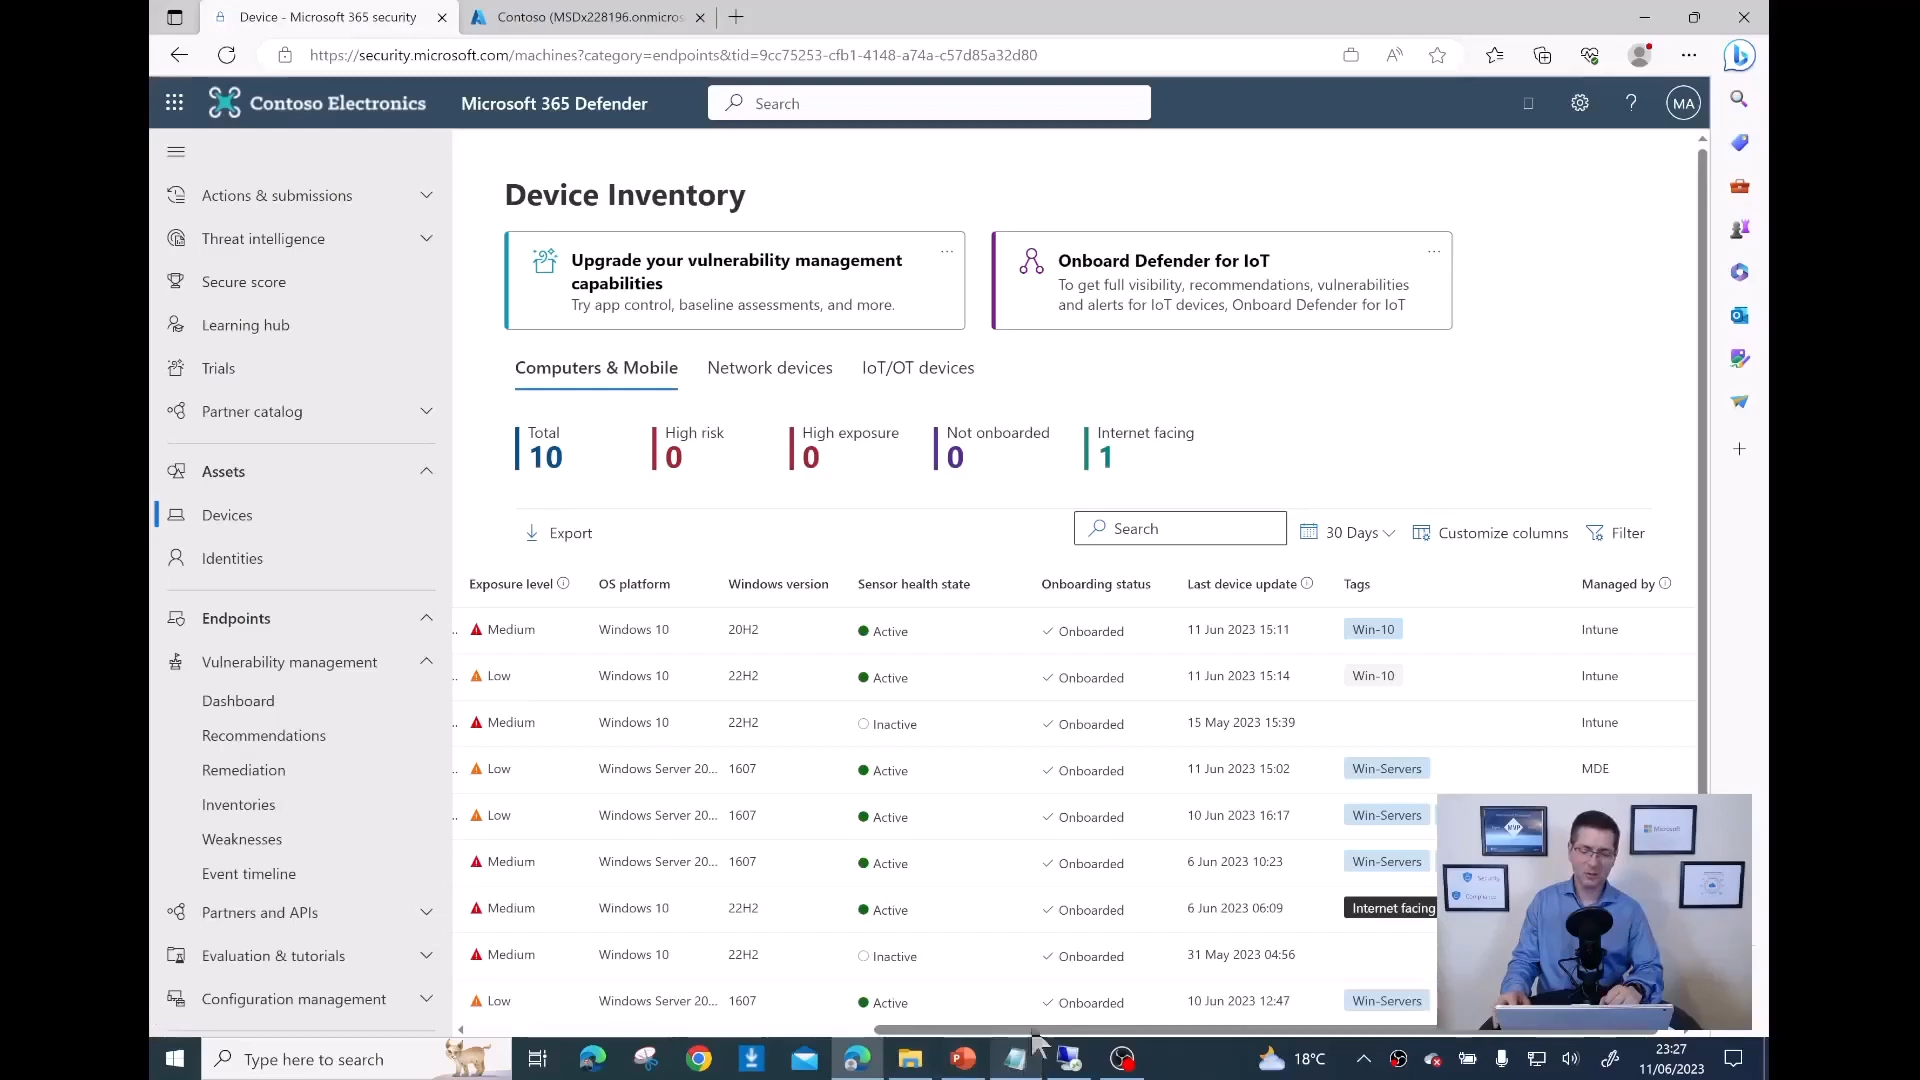 Device - Microsoft 365 security
Contoso (MSDx228196.onmicros
https://security.microsoft.com/machines?category=endpoints&tid=9cc75253-cfb1-4148-a74a-c57d85a32d80
Contoso Electronics
Microsoft 365 Defender
Search
MA
Actions & submissions
Threat intelligence
Secure score
Learning hub
Trials
Partner catalog
Assets
Devices
Identities
Endpoints
Vulnerability management
Dashboard
Recommendations
Remediation
Inventories
Weaknesses
Event timeline
Partners and APIs
Evaluation & tutorials
Configuration management
Device Inventory
Upgrade your vulnerability management
capabilities
Try app control, baseline assessments, and more.
Onboard Defender for IoT
To get full visibility, recommendations, vulnerabilities
and alerts for IoT devices, Onboard Defender for IoT
Computers & Mobile Network devices IoT/OT devices
Total High risk High exposure Not onboarded Internet facing
10 0 0 0 1
Export Search 30 Days Customize columns Filter
Exposure level OS platform Windows version Sensor health state Onboarding status Last device update Tags Managed by
.. Medium Windows 10 20H2 Active Onboarded 11 Jun 2023 15:11 Win-10 Intune
.. Low Windows 10 22H2 Active Onboarded 11 Jun 2023 15:14 Win-10 Intune
.. Medium Windows 10 22H2 Inactive Onboarded 15 May 2023 15:39 Intune
.. Low Windows Server 20... 1607 Active Onboarded 11 Jun 2023 15:02 Win-Servers MDE
.. Low Windows Server 20... 1607 Active Onboarded 10 Jun 2023 16:17 Win-Servers
.. Medium Windows Server 20... 1607 Active Onboarded 6 Jun 2023 10:23 Win-Servers
.. Medium Windows 10 22H2 Active Onboarded 6 Jun 2023 06:09 Internet facing
.. Medium Windows 10 22H2 Inactive Onboarded 31 May 2023 04:56
.. Low Windows Server 20... 1607 Active Onboarded 10 Jun 2023 12:47 Win-Servers
MVP
Microsoft
Security
Compliance
Type here to search
18°C
23:27
11/06/2023